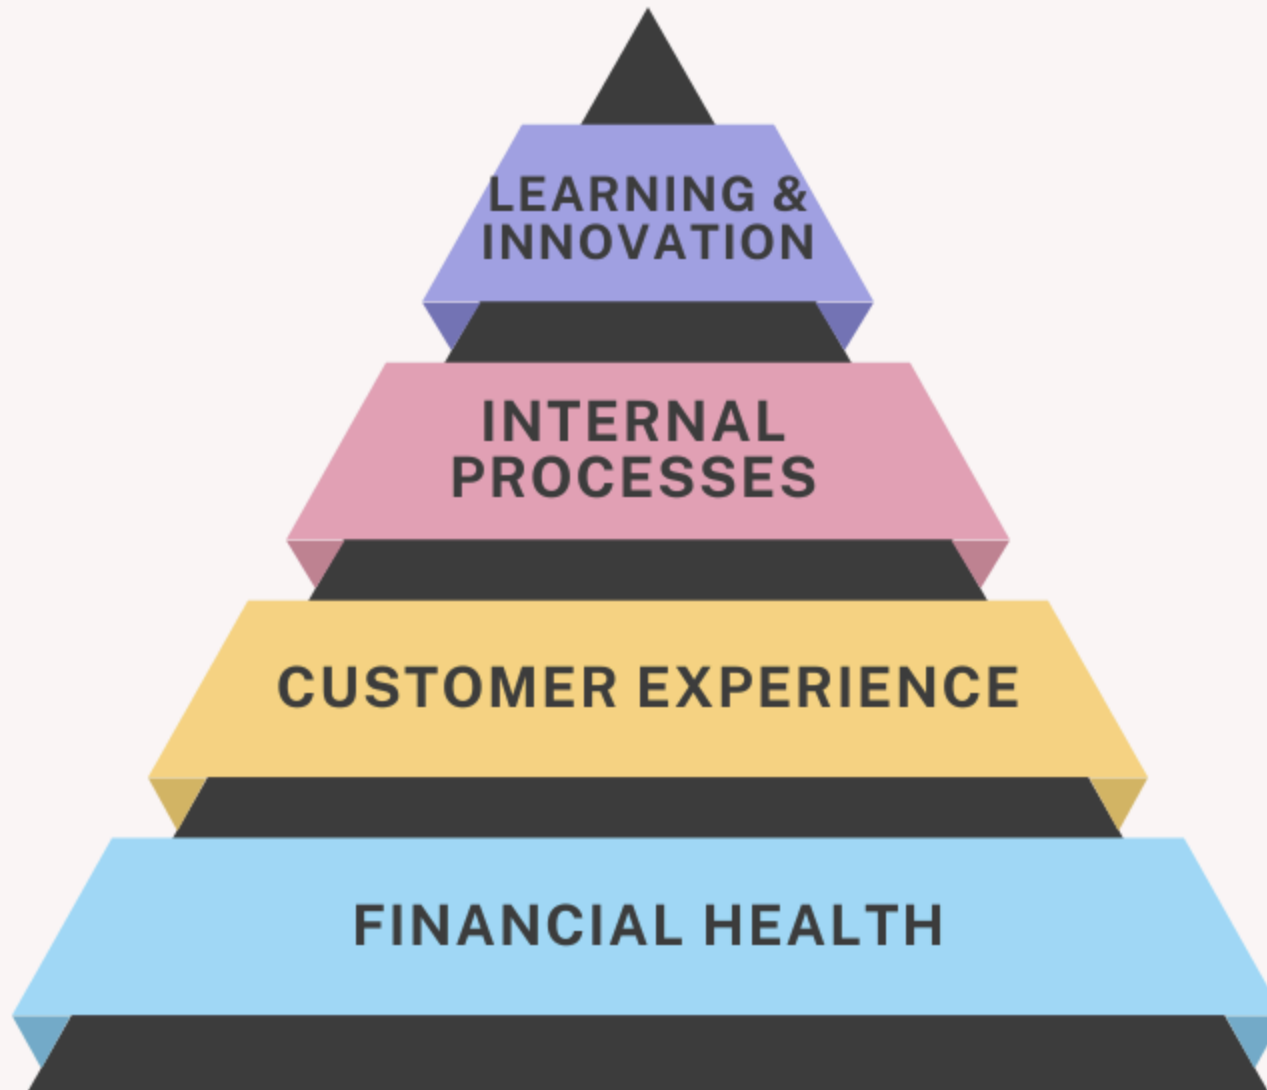 LEARNING &
INNOVATION
INTERNAL
PROCESSES
CUSTOMER EXPERIENCE
FINANCIAL HEALTH